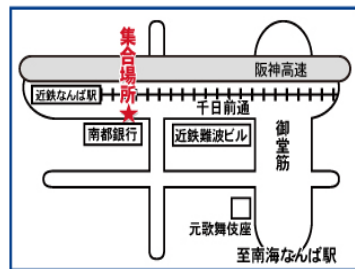 集合場所
★
阪神高速
近鉄なんば駅
千日前通
南都銀行
近鉄難波ビル
御堂筋
元歌舞伎座
至南海なんば駅